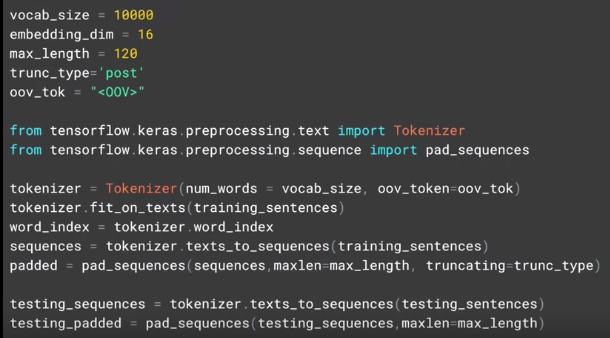 vocab_size = 10000
embedding_dim = 16
max_length = 120
trunc_type='post'
oov_tok = "<OOV>"
from tensorflow.keras.preprocessing.text import Tokenizer
from tensorflow.keras.preprocessing.sequence import pad_sequences
tokenizer = Tokenizer(num_words = vocab_size, oov_token=oov_tok)
tokenizer.fit_on_texts(training_sentences)
word_index = tokenizer.word_index
sequences = tokenizer.texts_to_sequences(training_sentences)
padded = pad_sequences(sequences,maxlen=max_length, truncating=trunc_type)
testing_sequences = tokenizer.texts_to_sequences(testing_sentences)
testing_padded = pad_sequences(testing_sequences,maxlen=max_length)